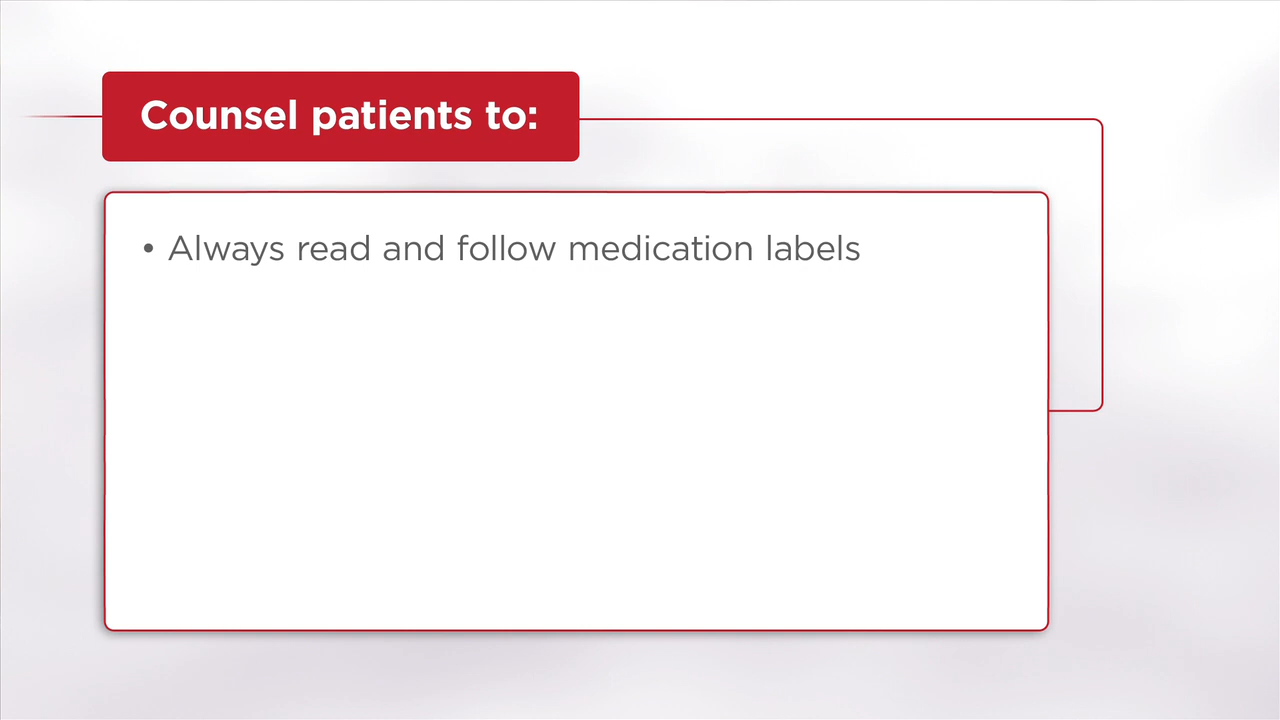 Counsel patients to:
• Always read and follow medication labels